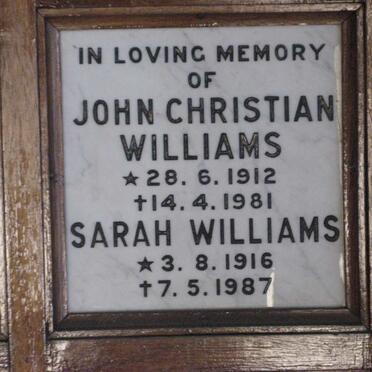 IN LOVING MEMORY
OF
JOHN CHRISTIAN
WILLIAMS
★ 28. 6. 1912
† 14. 4. 1981
SARAH WILLIAMS
★ 3. 8. 1916
† 7. 5. 1987